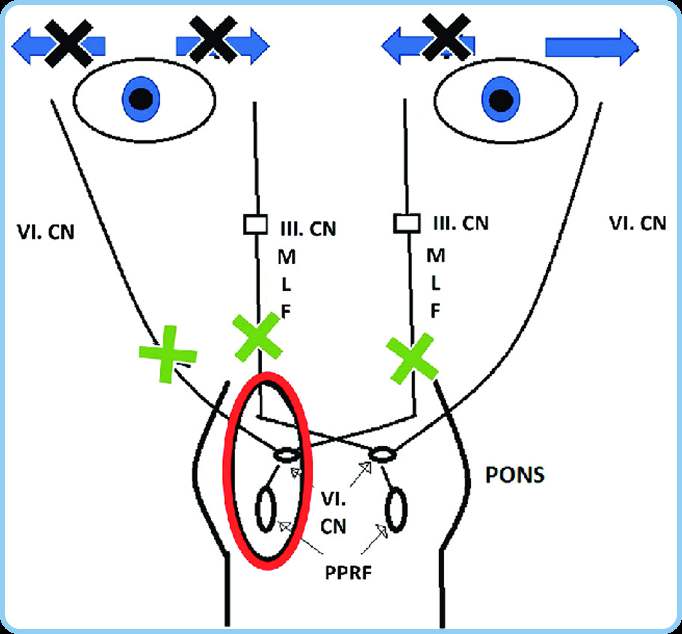 VI. CN
III. CN
M
L
F
III. CN
M
L
F
VI. CN
PONS
VI.
CN
PPRF